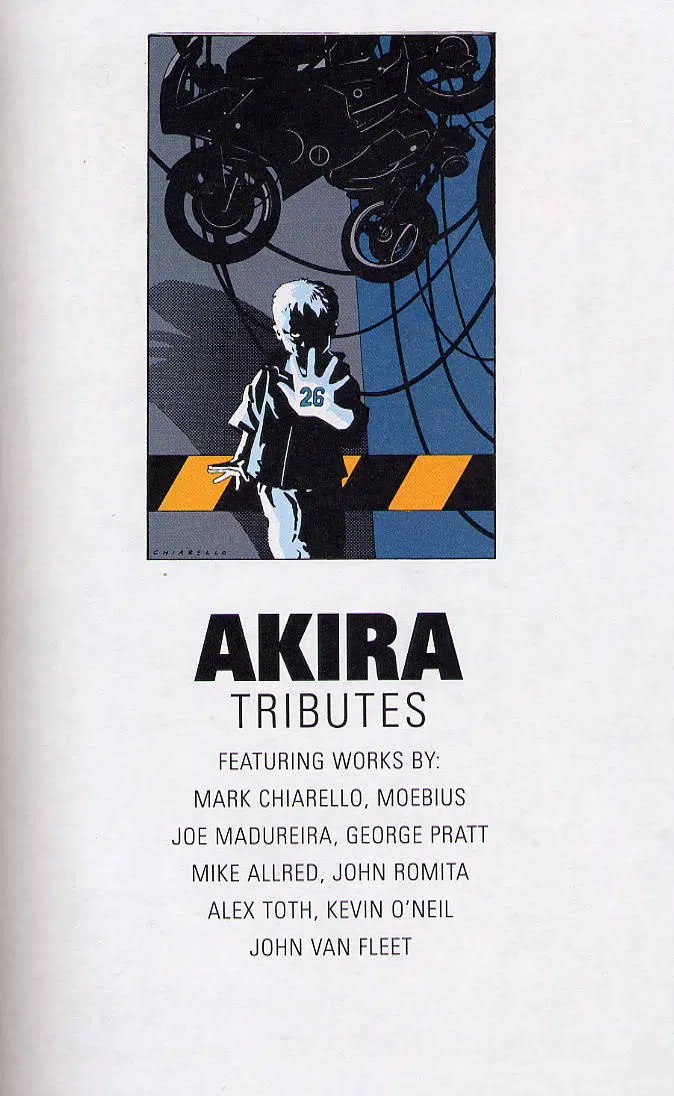 26
CHIARELLO
AKIRA
TRIBUTES
FEATURING WORKS BY:
MARK CHIARELLO, MOEBIUS
JOE MADUREIRA, GEORGE PRATT
MIKE ALLRED, JOHN ROMITA
ALEX TOTH, KEVIN O'NEIL
JOHN VAN FLEET